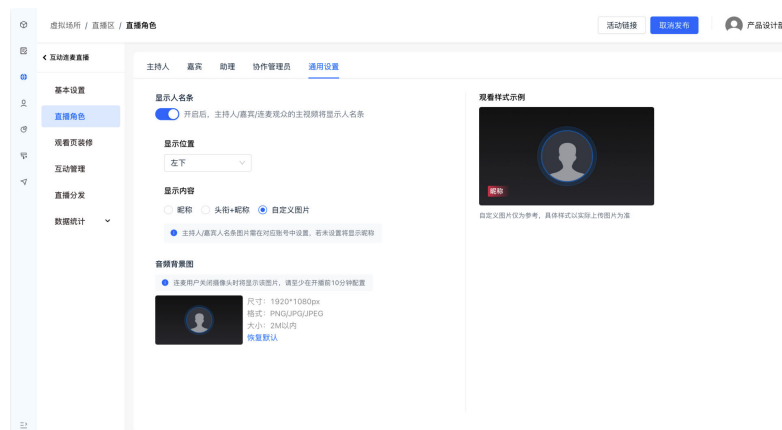 虚拟场所 / 直播区 / 直播角色
活动链接
取消发布
产品设计部
互动连麦直播
基本设置
直播角色
观看页装修
互动管理
直播分发
数据统计
主持人
嘉宾
助理
协作管理员
通用设置
显示人名条
开启后，主持人/嘉宾/连麦观众的主视频将显示人名条
显示位置
左下
显示内容
昵称
头衔+昵称
自定义图片
主持人/嘉宾人名条图片需在对应账号中设置，若未设置将显示昵称
音频背景图
连麦用户关闭摄像头时将显示该图片，请至少在开播前10分钟配置
尺寸：1920*1080px
格式：PNG/JPG/JPEG
大小：2M以内
恢复默认
观看样式示例
昵称
自定义图片仅为参考，具体样式以实际上传图片为准